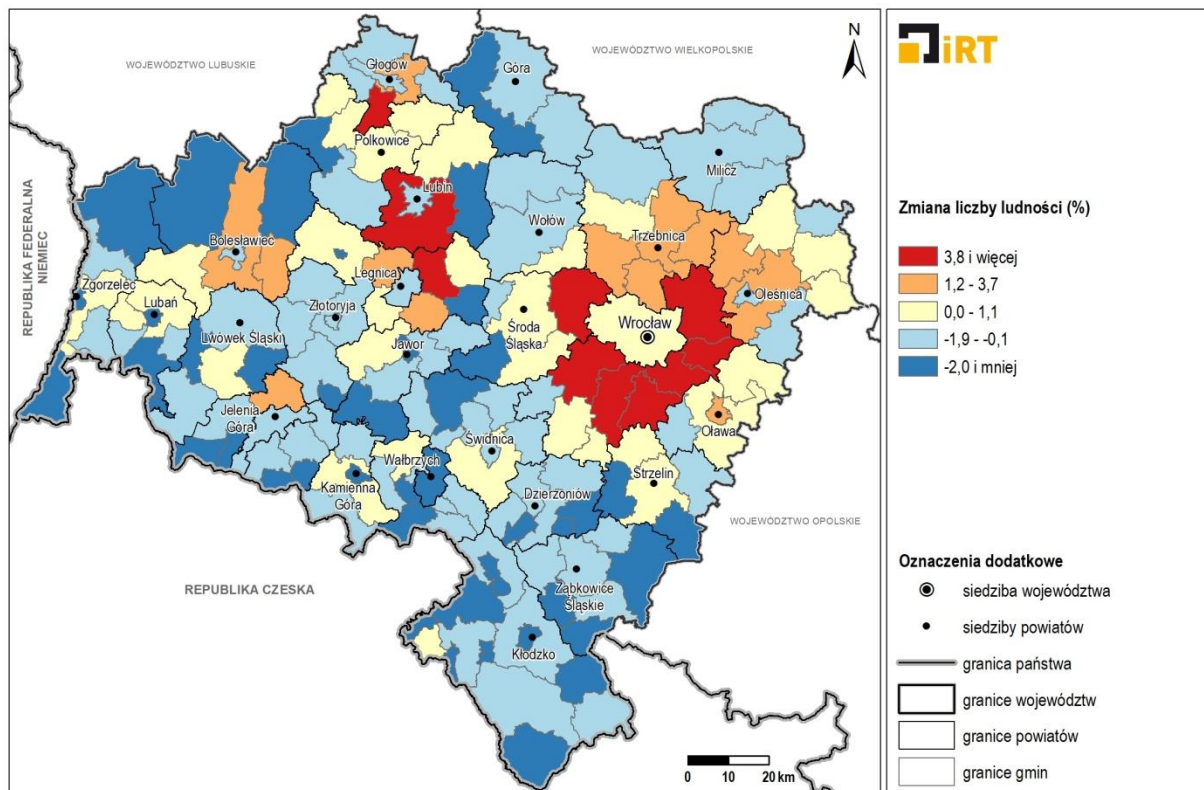 WOJEWÓDZTWO LUBUSKIE
WOJEWÓDZTWO WIELKOPOLSKIE
N
Głogów
Góra
Polkowice
Milicz
Lubin
Wołów
Trzebnica
REPUBLIKA FEDERALNA
NIEMIEC
Bolesławiec
Legnica
Oleśnica
Zgorzelec
Lubań
Złotoryja
Środa
Śląska
Wrocław
Lwówek Śląski
Jawor
Jelenia
Góra
Oława
Świdnica
Wałbrzych
Kamienna
Góra
Strzelin
Dzierżoniów
WOJEWÓDZTWO OPOLSKIE
REPUBLIKA CZESKA
Ząbkowice
Śląskie
Kłodzko
0 10 20 km
iRT
Zmiana liczby ludności (%)
3,8 i więcej
1,2 - 3,7
0,0 - 1,1
-1,9 - -0,1
-2,0 i mniej
Oznaczenia dodatkowe
siedziba województwa
siedziby powiatów
granica państwa
granice województw
granice powiatów
granice gmin